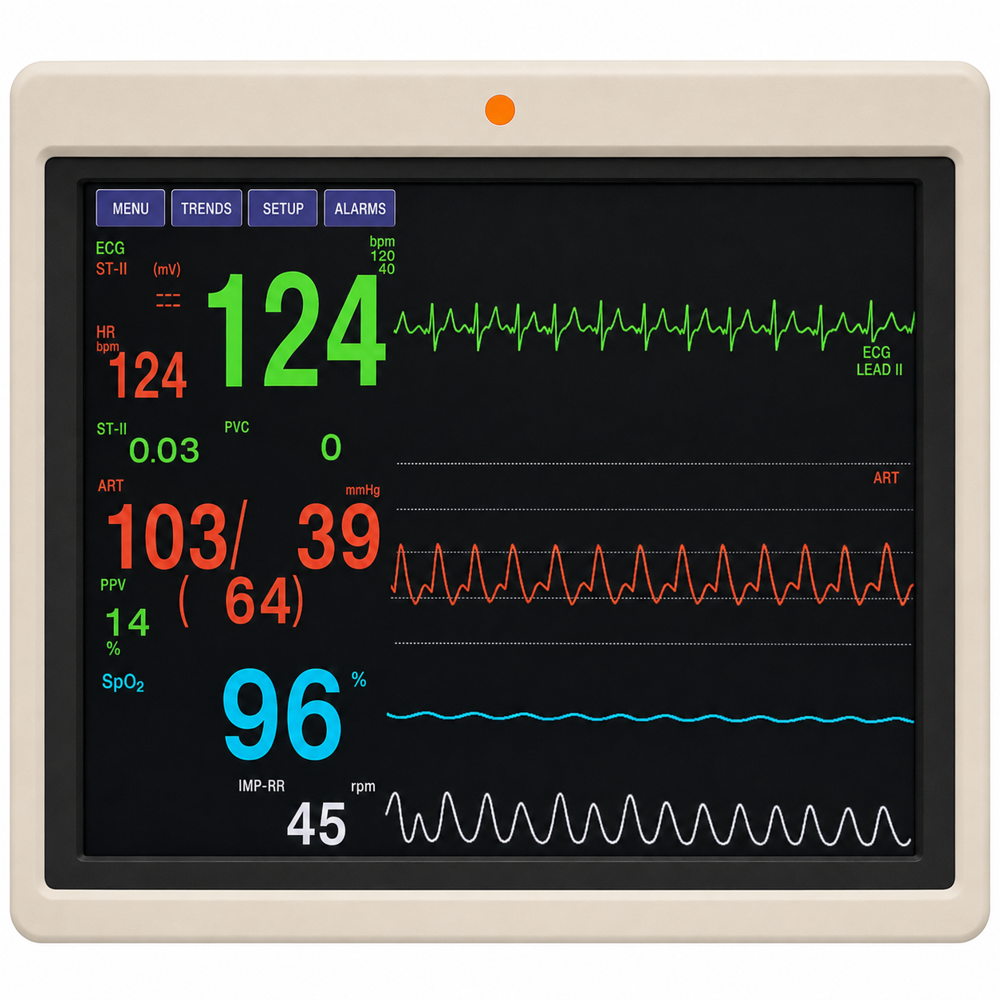 MENU TRENDS SETUP ALARMS
ECG
bpm
120
40
ST-II (mV)
---
---
124
HR
bpm
124
ECG
LEAD II
ST-II 0.03 PVC 0
ART mmHg
ART
103/ 39
(64)
PPV
14
%
SpO₂ 96 %
IMP-RR rpm
45